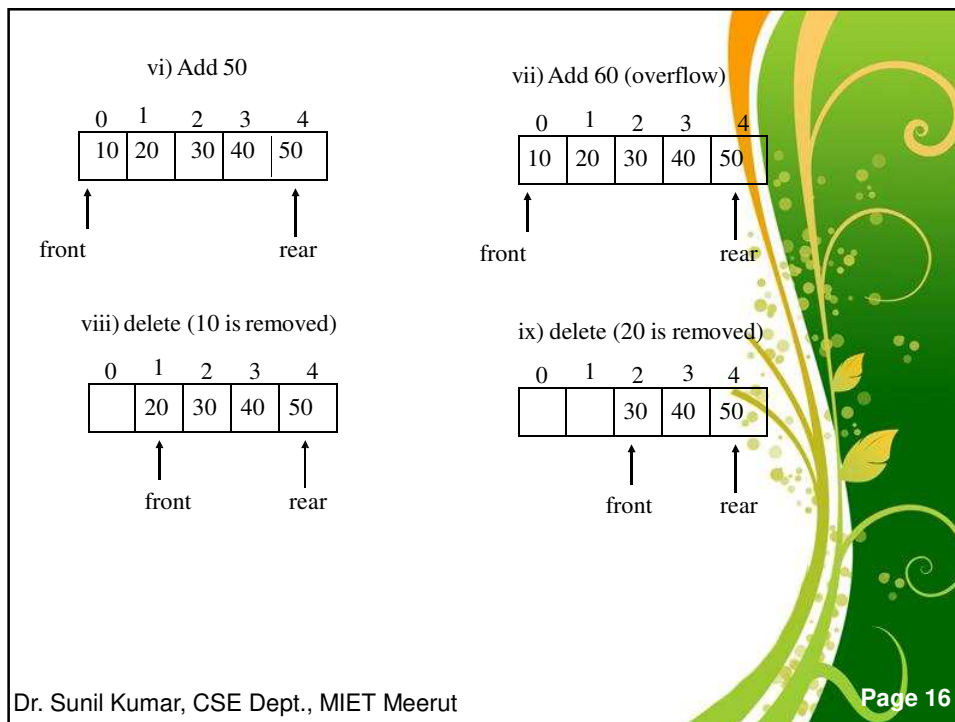 vi) Add 50
0 1 2 3 4
10 20 30 40 50
front rear
vii) Add 60 (overflow)
0 1 2 3 4
10 20 30 40 50
front rear
viii) delete (10 is removed)
0 1 2 3 4
20 30 40 50
front rear
ix) delete (20 is removed)
0 1 2 3 4
30 40 50
front rear
Dr. Sunil Kumar, CSE Dept., MIET Meerut
Page 16